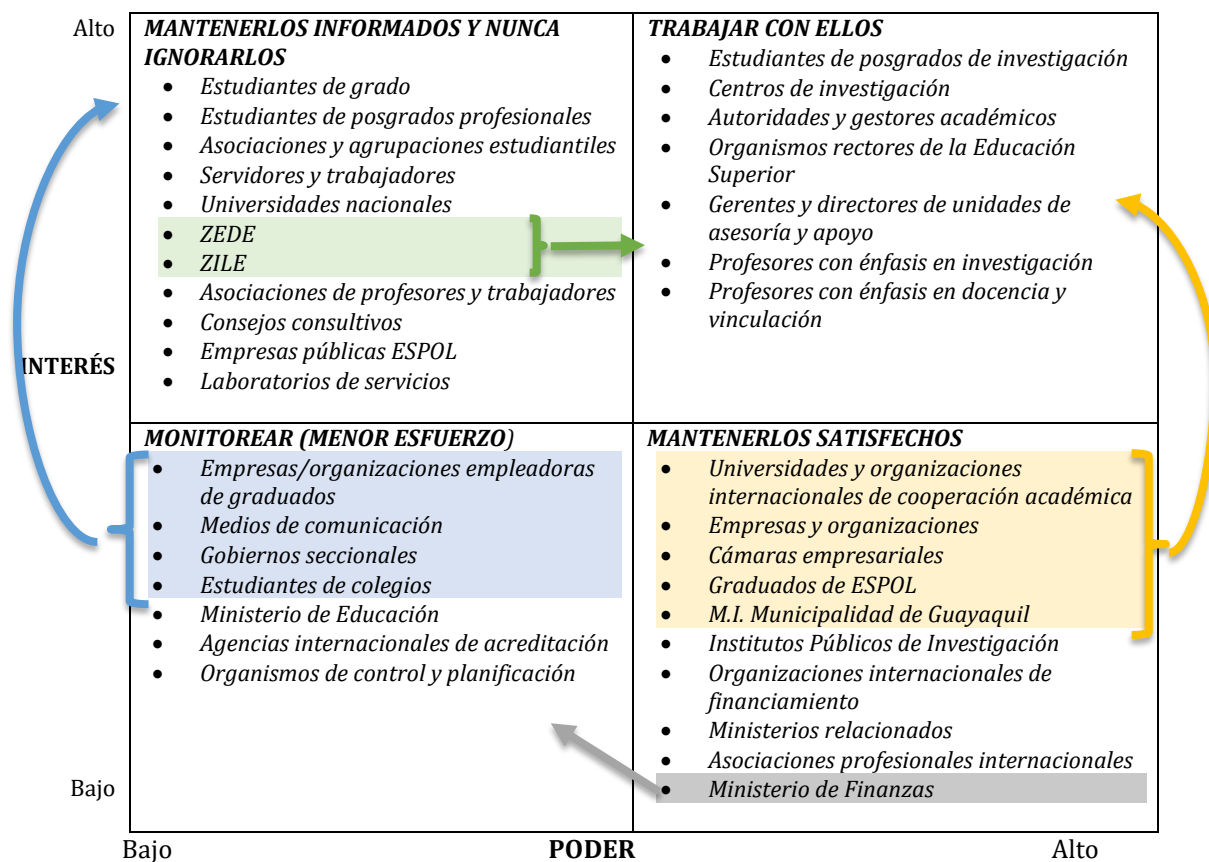 Alto
MANTENERLOS INFORMADOS Y NUNCA
IGNORARLOS
• Estudiantes de grado
• Estudiantes de posgrados profesionales
• Asociaciones y agrupaciones estudiantiles
• Servidores y trabajadores
• Universidades nacionales
• ZEDE
• ZILE
• Asociaciones de profesores y trabajadores
• Consejos consultivos
• Empresas públicas ESPOL
• Laboratorios de servicios
TRABAJAR CON ELLOS
• Estudiantes de posgrados de investigación
• Centros de investigación
• Autoridades y gestores académicos
• Organismos rectores de la Educación
Superior
• Gerentes y directores de unidades de
asesoría y apoyo
• Profesores con énfasis en investigación
• Profesores con énfasis en docencia y
vinculación
INTERÉS
MONITOREAR (MENOR ESFUERZO)
• Empresas/organizaciones empleadoras
de graduados
• Medios de comunicación
• Gobiernos seccionales
• Estudiantes de colegios
• Ministerio de Educación
• Agencias internacionales de acreditación
• Organismos de control y planificación
MANTENERLOS SATISFECHOS
• Universidades y organizaciones
internacionales de cooperación académica
• Empresas y organizaciones
• Cámaras empresariales
• Graduados de ESPOL
• M.I. Municipalidad de Guayaquil
• Institutos Públicos de Investigación
• Organizaciones internacionales de
financiamiento
• Ministerios relacionados
• Asociaciones profesionales internacionales
• Ministerio de Finanzas
Bajo
Bajo PODER Alto